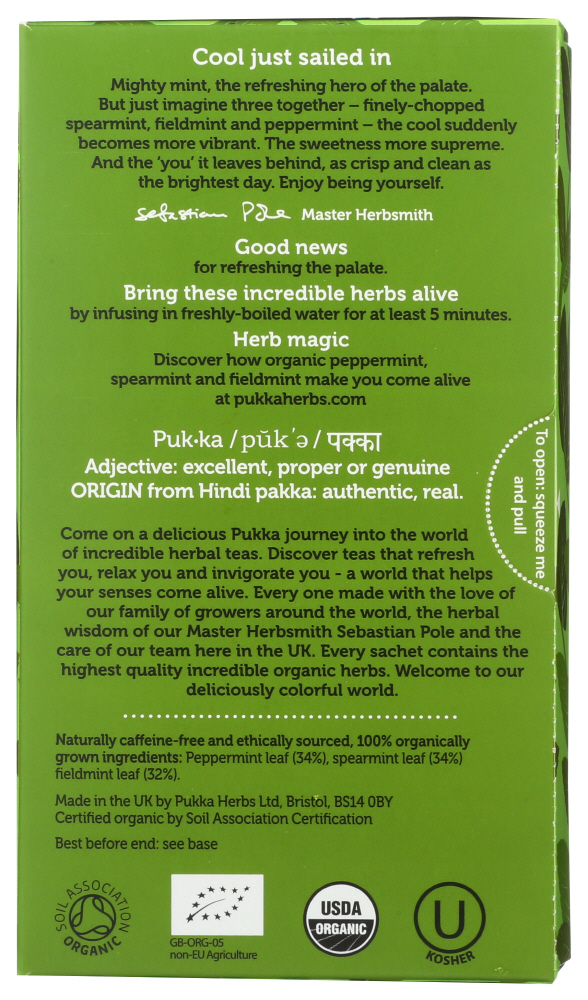 Cool just sailed in
Mighty mint, the refreshing hero of the palate.
But just imagine three together – finely-chopped
spearmint, fieldmint and peppermint – the cool suddenly
becomes more vibrant. The sweetness more supreme.
And the ‘you’ it leaves behind, as crisp and clean as
the brightest day. Enjoy being yourself.
Sebastian Pole Master Herbsmith
Good news
for refreshing the palate.
Bring these incredible herbs alive
by infusing in freshly-boiled water for at least 5 minutes.
Herb magic
Discover how organic peppermint,
spearmint and fieldmint make you come alive
at pukkaherbs.com
Puk·ka /pŭk′ə/ पक्का
Adjective: excellent, proper or genuine
ORIGIN from Hindi pakka: authentic, real.
To open: squeeze me
and pull
Come on a delicious Pukka journey into the world
of incredible herbal teas. Discover teas that refresh
you, relax you and invigorate you - a world that helps
your senses come alive. Every one made with the love of
our family of growers around the world, the herbal
wisdom of our Master Herbsmith Sebastian Pole and the
care of our team here in the UK. Every sachet contains the
highest quality incredible organic herbs. Welcome to our
deliciously colorful world.
Naturally caffeine-free and ethically sourced, 100% organically
grown ingredients: Peppermint leaf (34%), spearmint leaf (34%)
fieldmint leaf (32%).
Made in the UK by Pukka Herbs Ltd, Bristol, BS14 0BY
Certified organic by Soil Association Certification
Best before end: see base
SOIL ASSOCIATION
ORGANIC
GB-ORG-05
non-EU Agriculture
USDA
ORGANIC
U
KOSHER